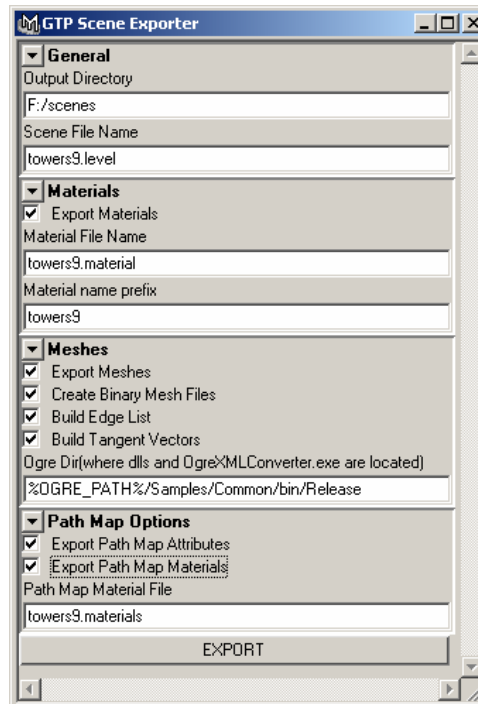 GTP Scene Exporter
General
Output Directory
F:/scenes
Scene File Name
towers9.level
Materials
Export Materials
Material File Name
towers9.material
Material name prefix
towers9
Meshes
Export Meshes
Create Binary Mesh Files
Build Edge List
Build Tangent Vectors
Ogre Dir(where dlls and OgreXMLConverter.exe are located)
%OGRE_PATH%/Samples/Common/bin/Release
Path Map Options
Export Path Map Attributes
Export Path Map Materials
Path Map Material File
towers9.materials
EXPORT